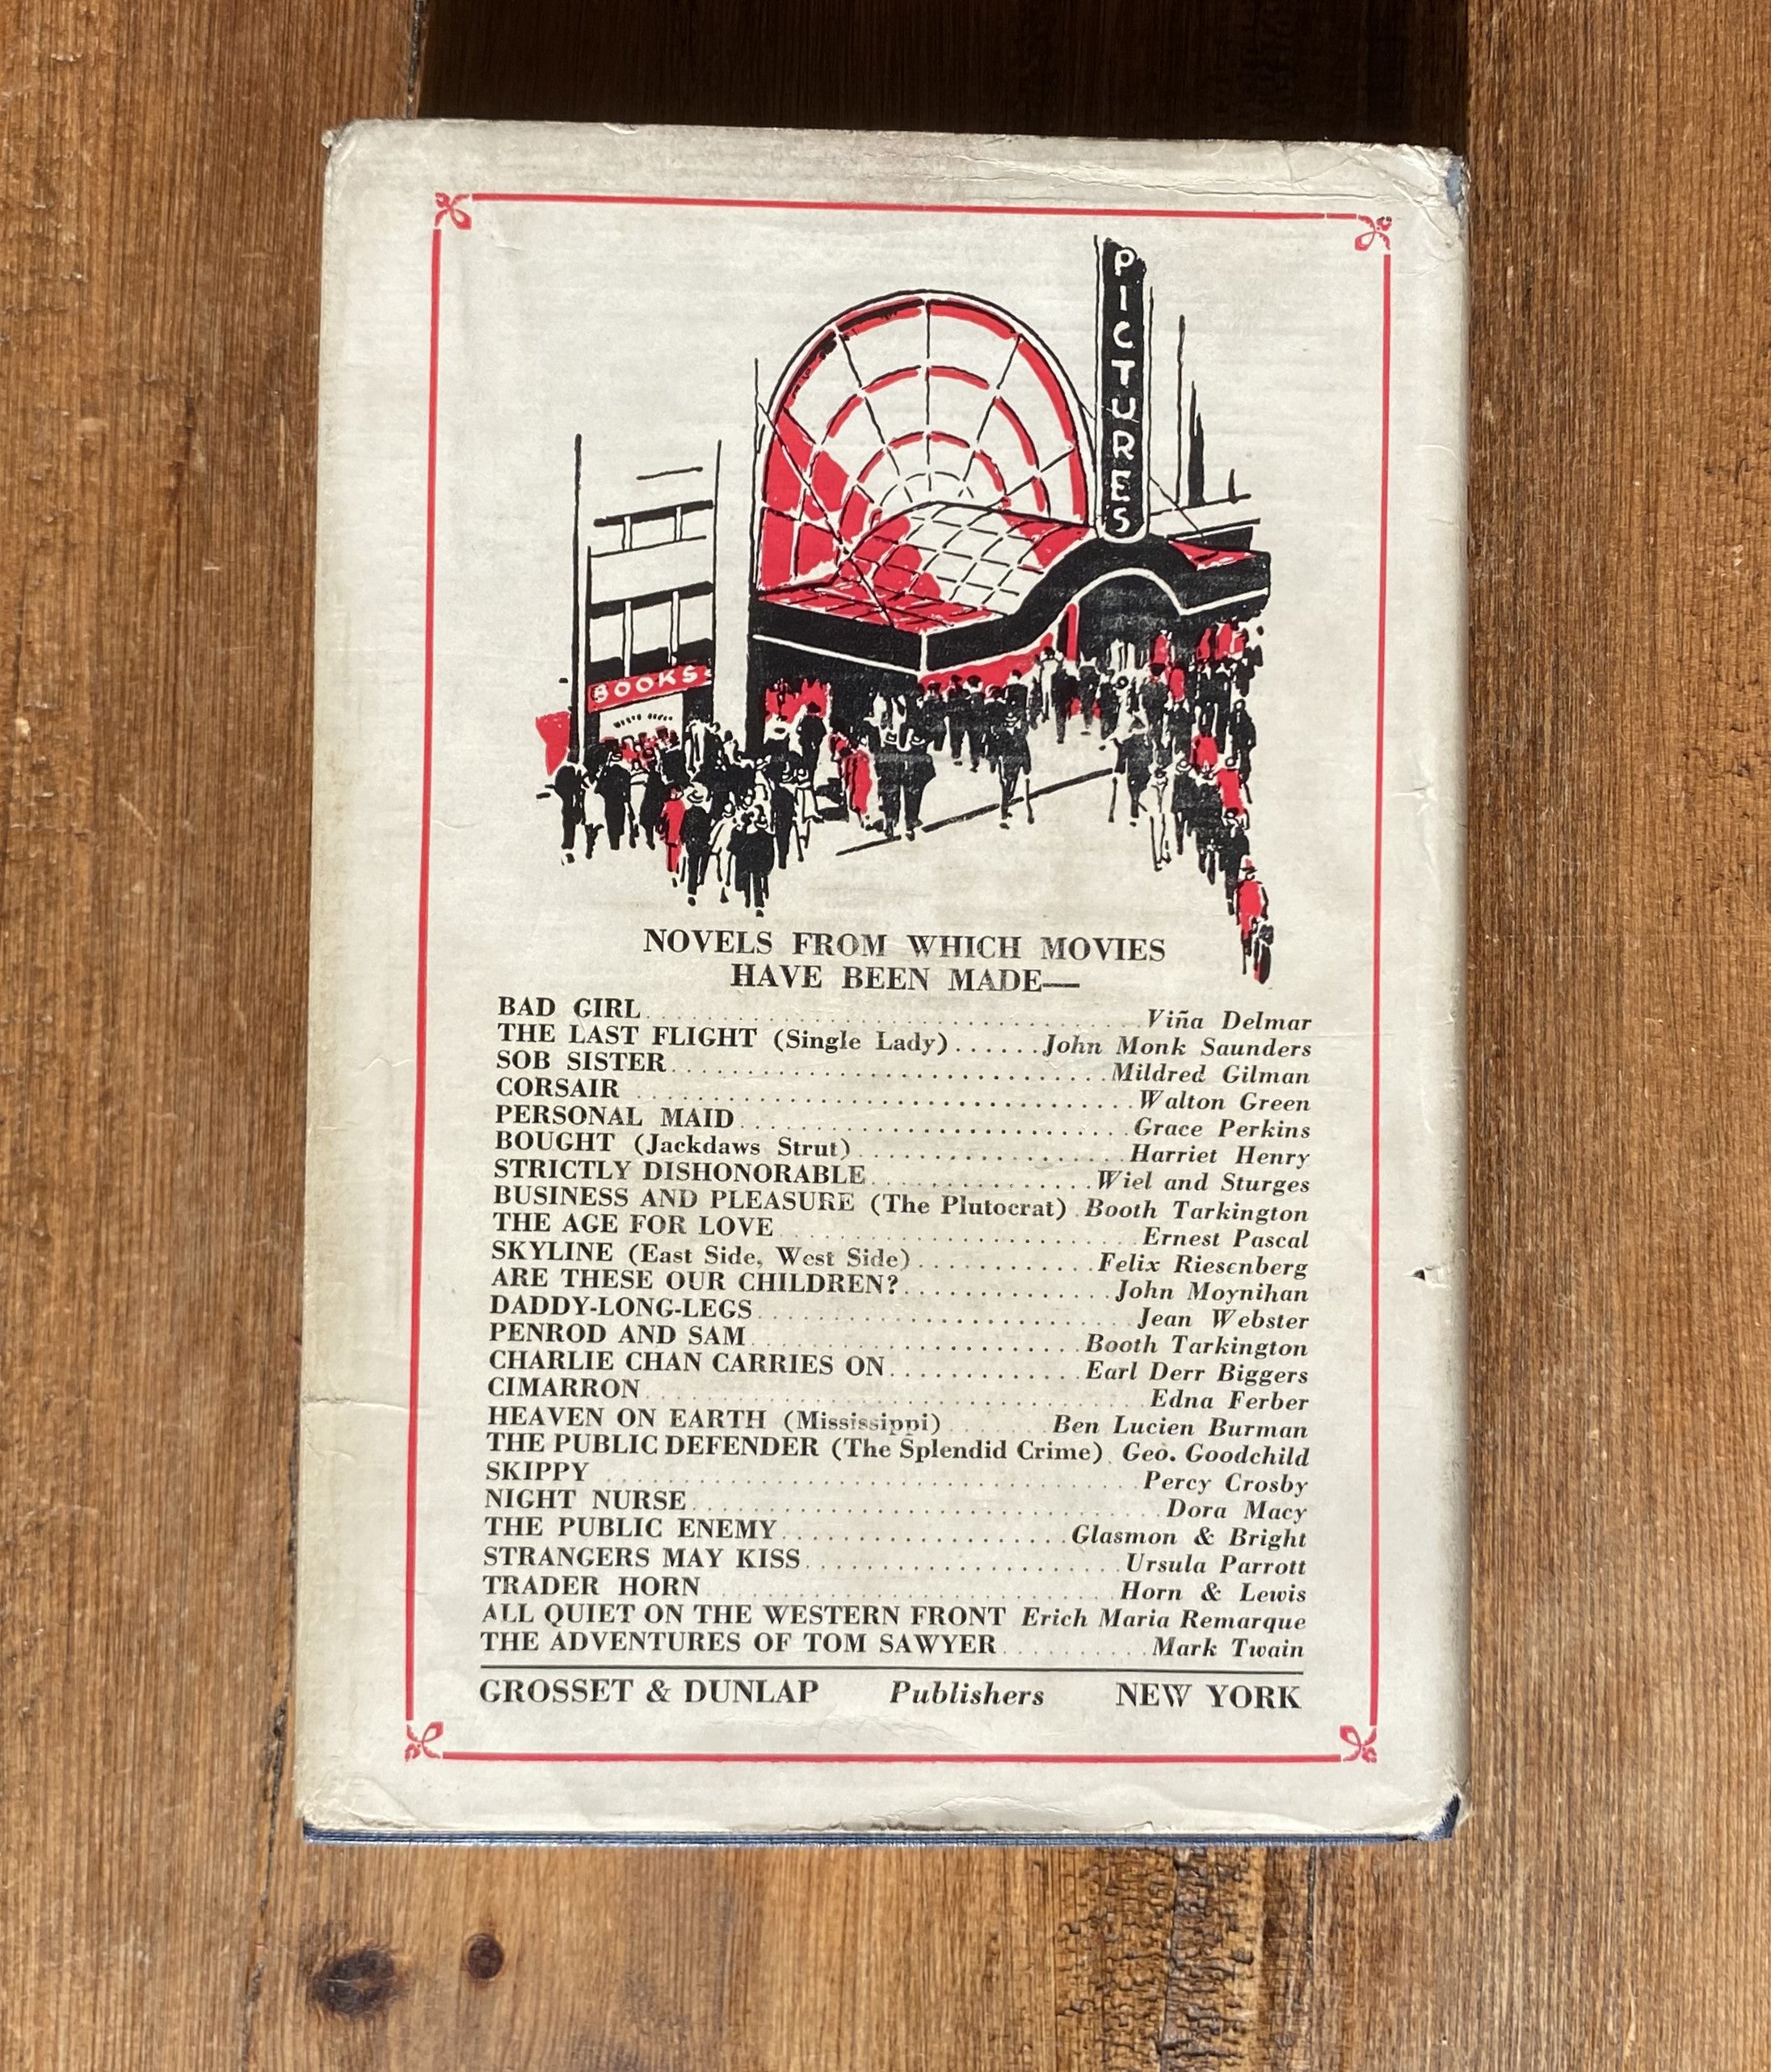 PICTURES
BOOKS
NOVELS FROM WHICH MOVIES
HAVE BEEN MADE—
BAD GIRL........................................Viña Delmar
THE LAST FLIGHT (Single Lady)......John Monk Saunders
SOB SISTER..................................Mildred Gilman
CORSAIR ......................................Walton Green
PERSONAL MAID..............................Grace Perkins
BOUGHT (Jackdaws Strut).....................Harriet Henry
STRICTLY DISHONORABLE.................Wiel and Sturges
BUSINESS AND PLEASURE (The Plutocrat) .Booth Tarkington
THE AGE FOR LOVE............................Ernest Pascal
SKYLINE (East Side, West Side).............Felix Riesenberg
ARE THESE OUR CHILDREN?................John Moynihan
DADDY-LONG-LEGS.............................Jean Webster
PENROD AND SAM..........................Booth Tarkington
CHARLIE CHAN CARRIES ON..............Earl Derr Biggers
CIMARRON.......................................Edna Ferber
HEAVEN ON EARTH (Mississippi) ........Ben Lucien Burman
THE PUBLIC DEFENDER (The Splendid Crime). Geo. Goodchild
SKIPPY .........................................Percy Crosby
NIGHT NURSE....................................Dora Macy
THE PUBLIC ENEMY......................Glasmon & Bright
STRANGERS MAY KISS........................Ursula Parrott
TRADER HORN................................Horn & Lewis
ALL QUIET ON THE WESTERN FRONT Erich Maria Remarque
THE ADVENTURES OF TOM SAWYER............Mark Twain
GROSSET & DUNLAP Publishers NEW YORK